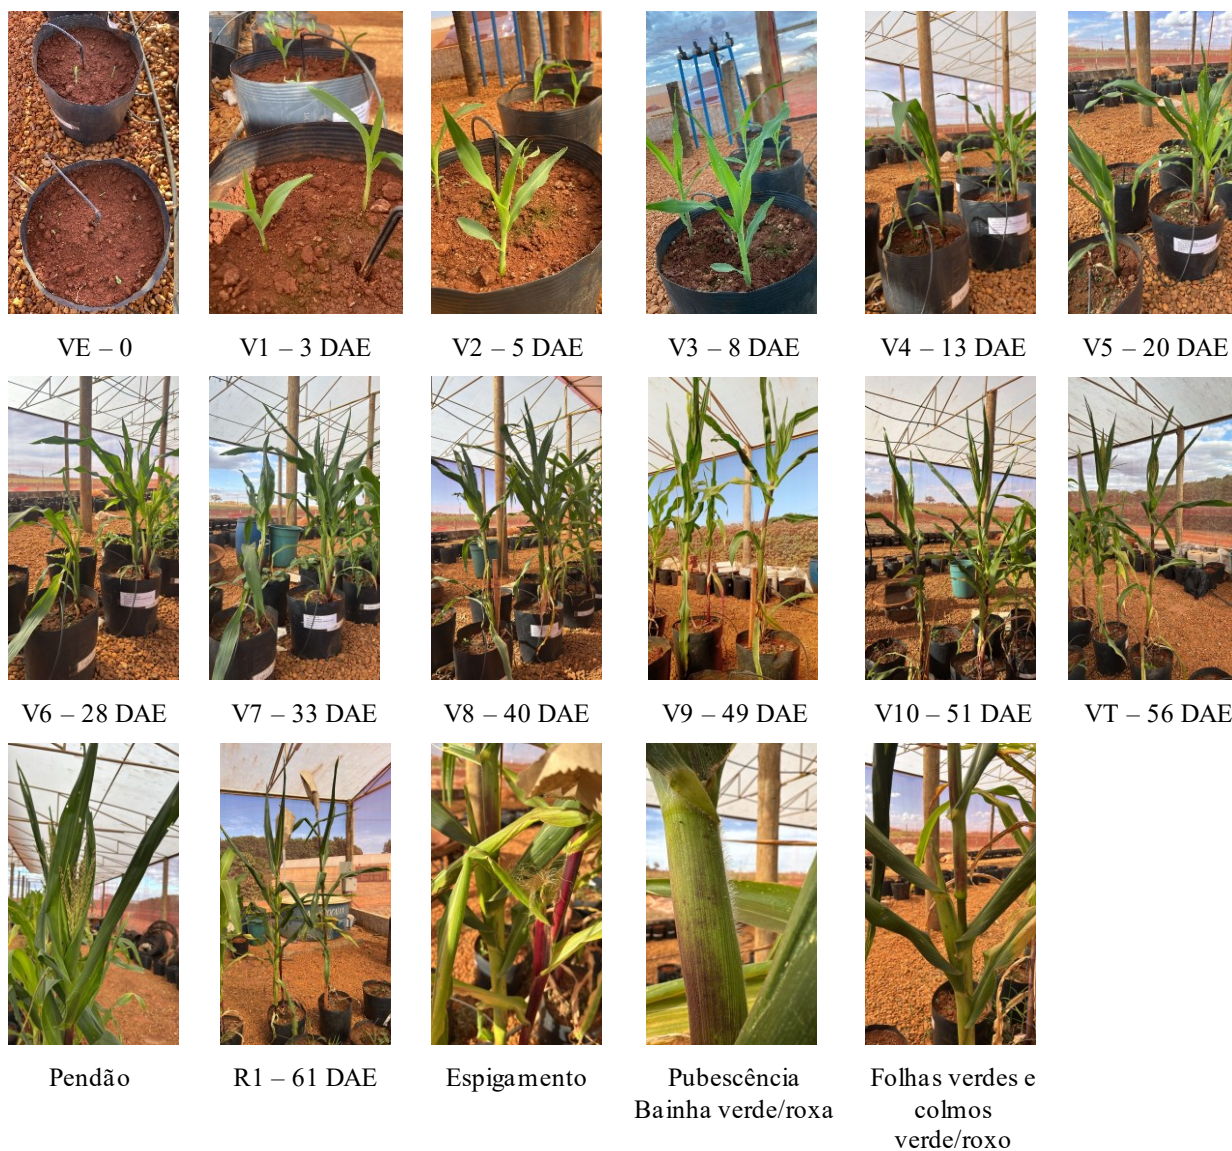 VE – 0
V1 – 3 DAE
V2 – 5 DAE
V3 – 8 DAE
V4 – 13 DAE
V5 – 20 DAE
V6 – 28 DAE
V7 – 33 DAE
V8 – 40 DAE
V9 – 49 DAE
V10 – 51 DAE
VT – 56 DAE
Pendão
R1 – 61 DAE
Espigamento
Pubescência
Bainha verde/roxa
Folhas verdes e
colmos
verde/roxo